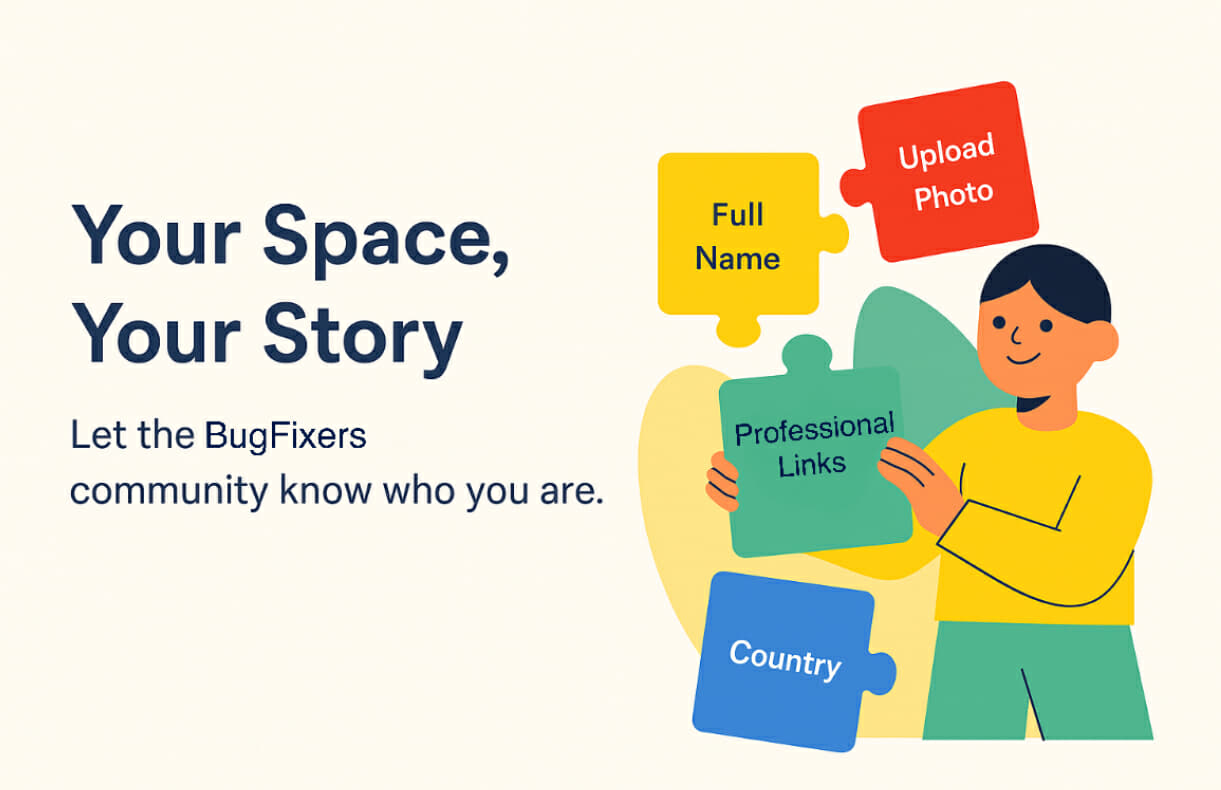 Your Space,
Your Story
Let the BugFixers
community know who you are.
Full
Name
Upload
Photo
Professional
Links
Country